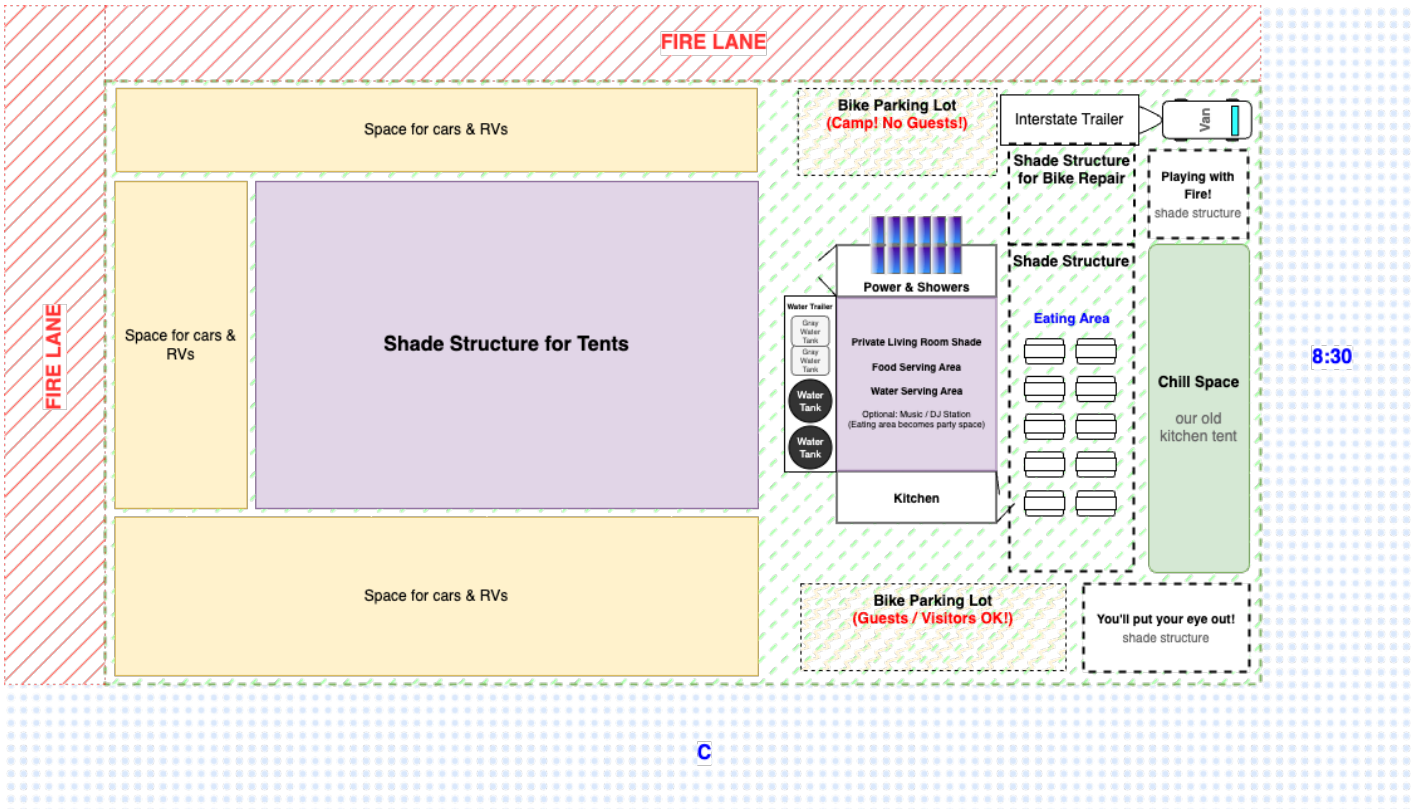 FIRE LANE
FIRE LANE
Space for cars & RVs
Space for cars &
RVs
Shade Structure for Tents
Space for cars & RVs
Bike Parking Lot
(Camp! No Guests!)
Interstate Trailer
Van
Shade Structure
for Bike Repair
Playing with
Fire!
shade structure
Power & Showers
Water Trailer
Gray
Water
Tank
Gray
Water
Tank
Water
Tank
Water
Tank
Private Living Room Shade
Food Serving Area
Water Serving Area
Optional: Music / DJ Station
(Eating area becomes party space)
Kitchen
Shade Structure
Eating Area
Chill Space
our old
kitchen tent
Bike Parking Lot
(Guests / Visitors OK!)
You'll put your eye out!
shade structure
8:30
C